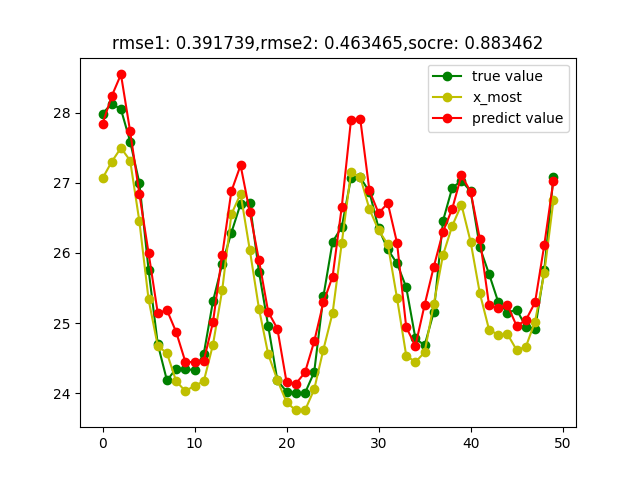 rmse1: 0.391739,rmse2: 0.463465,socre: 0.883462
true value
x_most
predict value
28
27
26
25
24
0 10 20 30 40 50